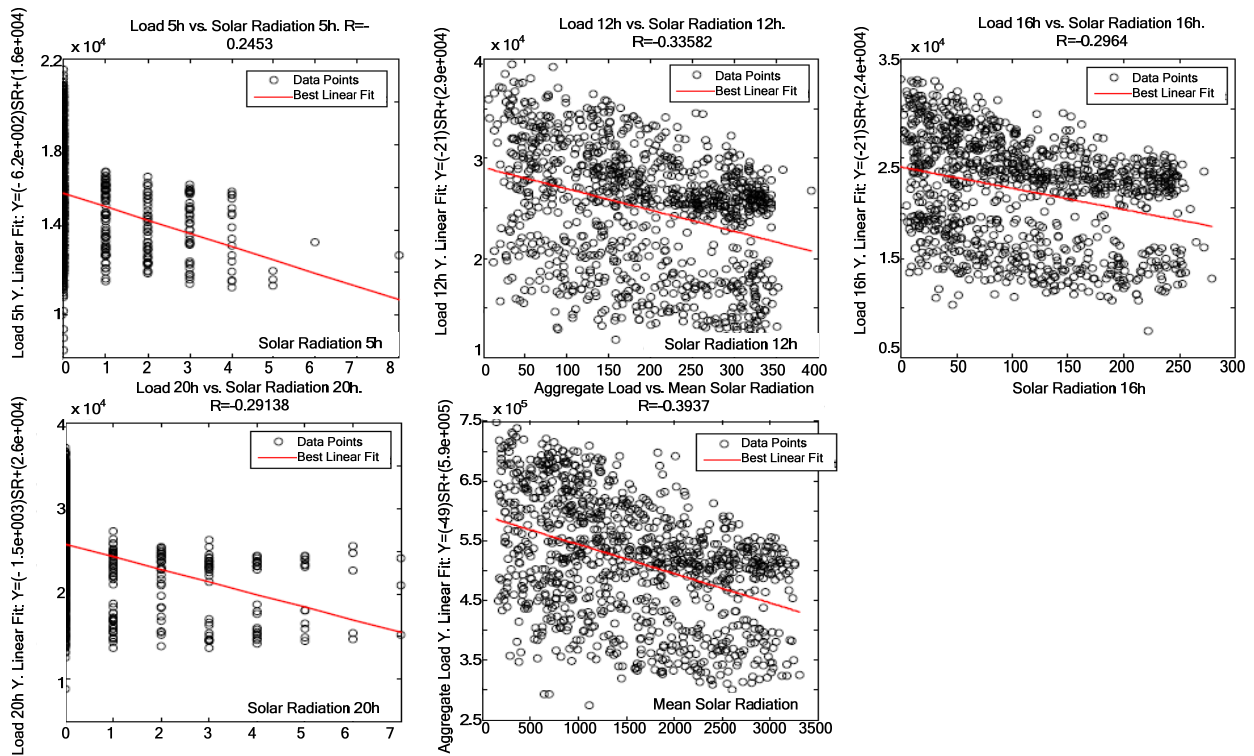 Load 5h vs. Solar Radiation 5h. R=-
0.2453
x 10⁴
Load 5h Y. Linear Fit: Y=(- 6.2e+002)SR+(1.6e+004)
2.2
1.8
1.4
1
Data Points
Best Linear Fit
Solar Radiation 5h
0 1 2 3 4 5 6 7 8
Load 12h vs. Solar Radiation 12h.
R=-0.33582
x 10⁴
Load 12h Y. Linear Fit: Y=(-21)SR+(2.9e+004)
4
3
2
1
Data Points
Best Linear Fit
Solar Radiation 12h
0 50 100 150 200 250 300 350 400
Load 16h vs. Solar Radiation 16h.
R=-0.2964
x 10⁴
Load 16h Y. Linear Fit: Y=(-21)SR+(2.4e+004)
3.5
2.5
1.5
0.5
Data Points
Best Linear Fit
0 50 100 150 200 250 300
Solar Radiation 16h
Load 20h vs. Solar Radiation 20h.
R=-0.29138
x 10⁴
Load 20h Y. Linear Fit: Y=(- 1.5e+003)SR+(2.6e+004)
4
3
2
1
Data Points
Best Linear Fit
Solar Radiation 20h
0 1 2 3 4 5 6 7
Aggregate Load vs. Mean Solar Radiation
R=-0.3937
x 10⁵
Aggregate Load Y. Linear Fit: Y=(-49)SR+(5.9e+005)
7.5
6.5
5.5
4.5
3.5
2.5
Data Points
Best Linear Fit
Mean Solar Radiation
0 500 1000 1500 2000 2500 3000 3500